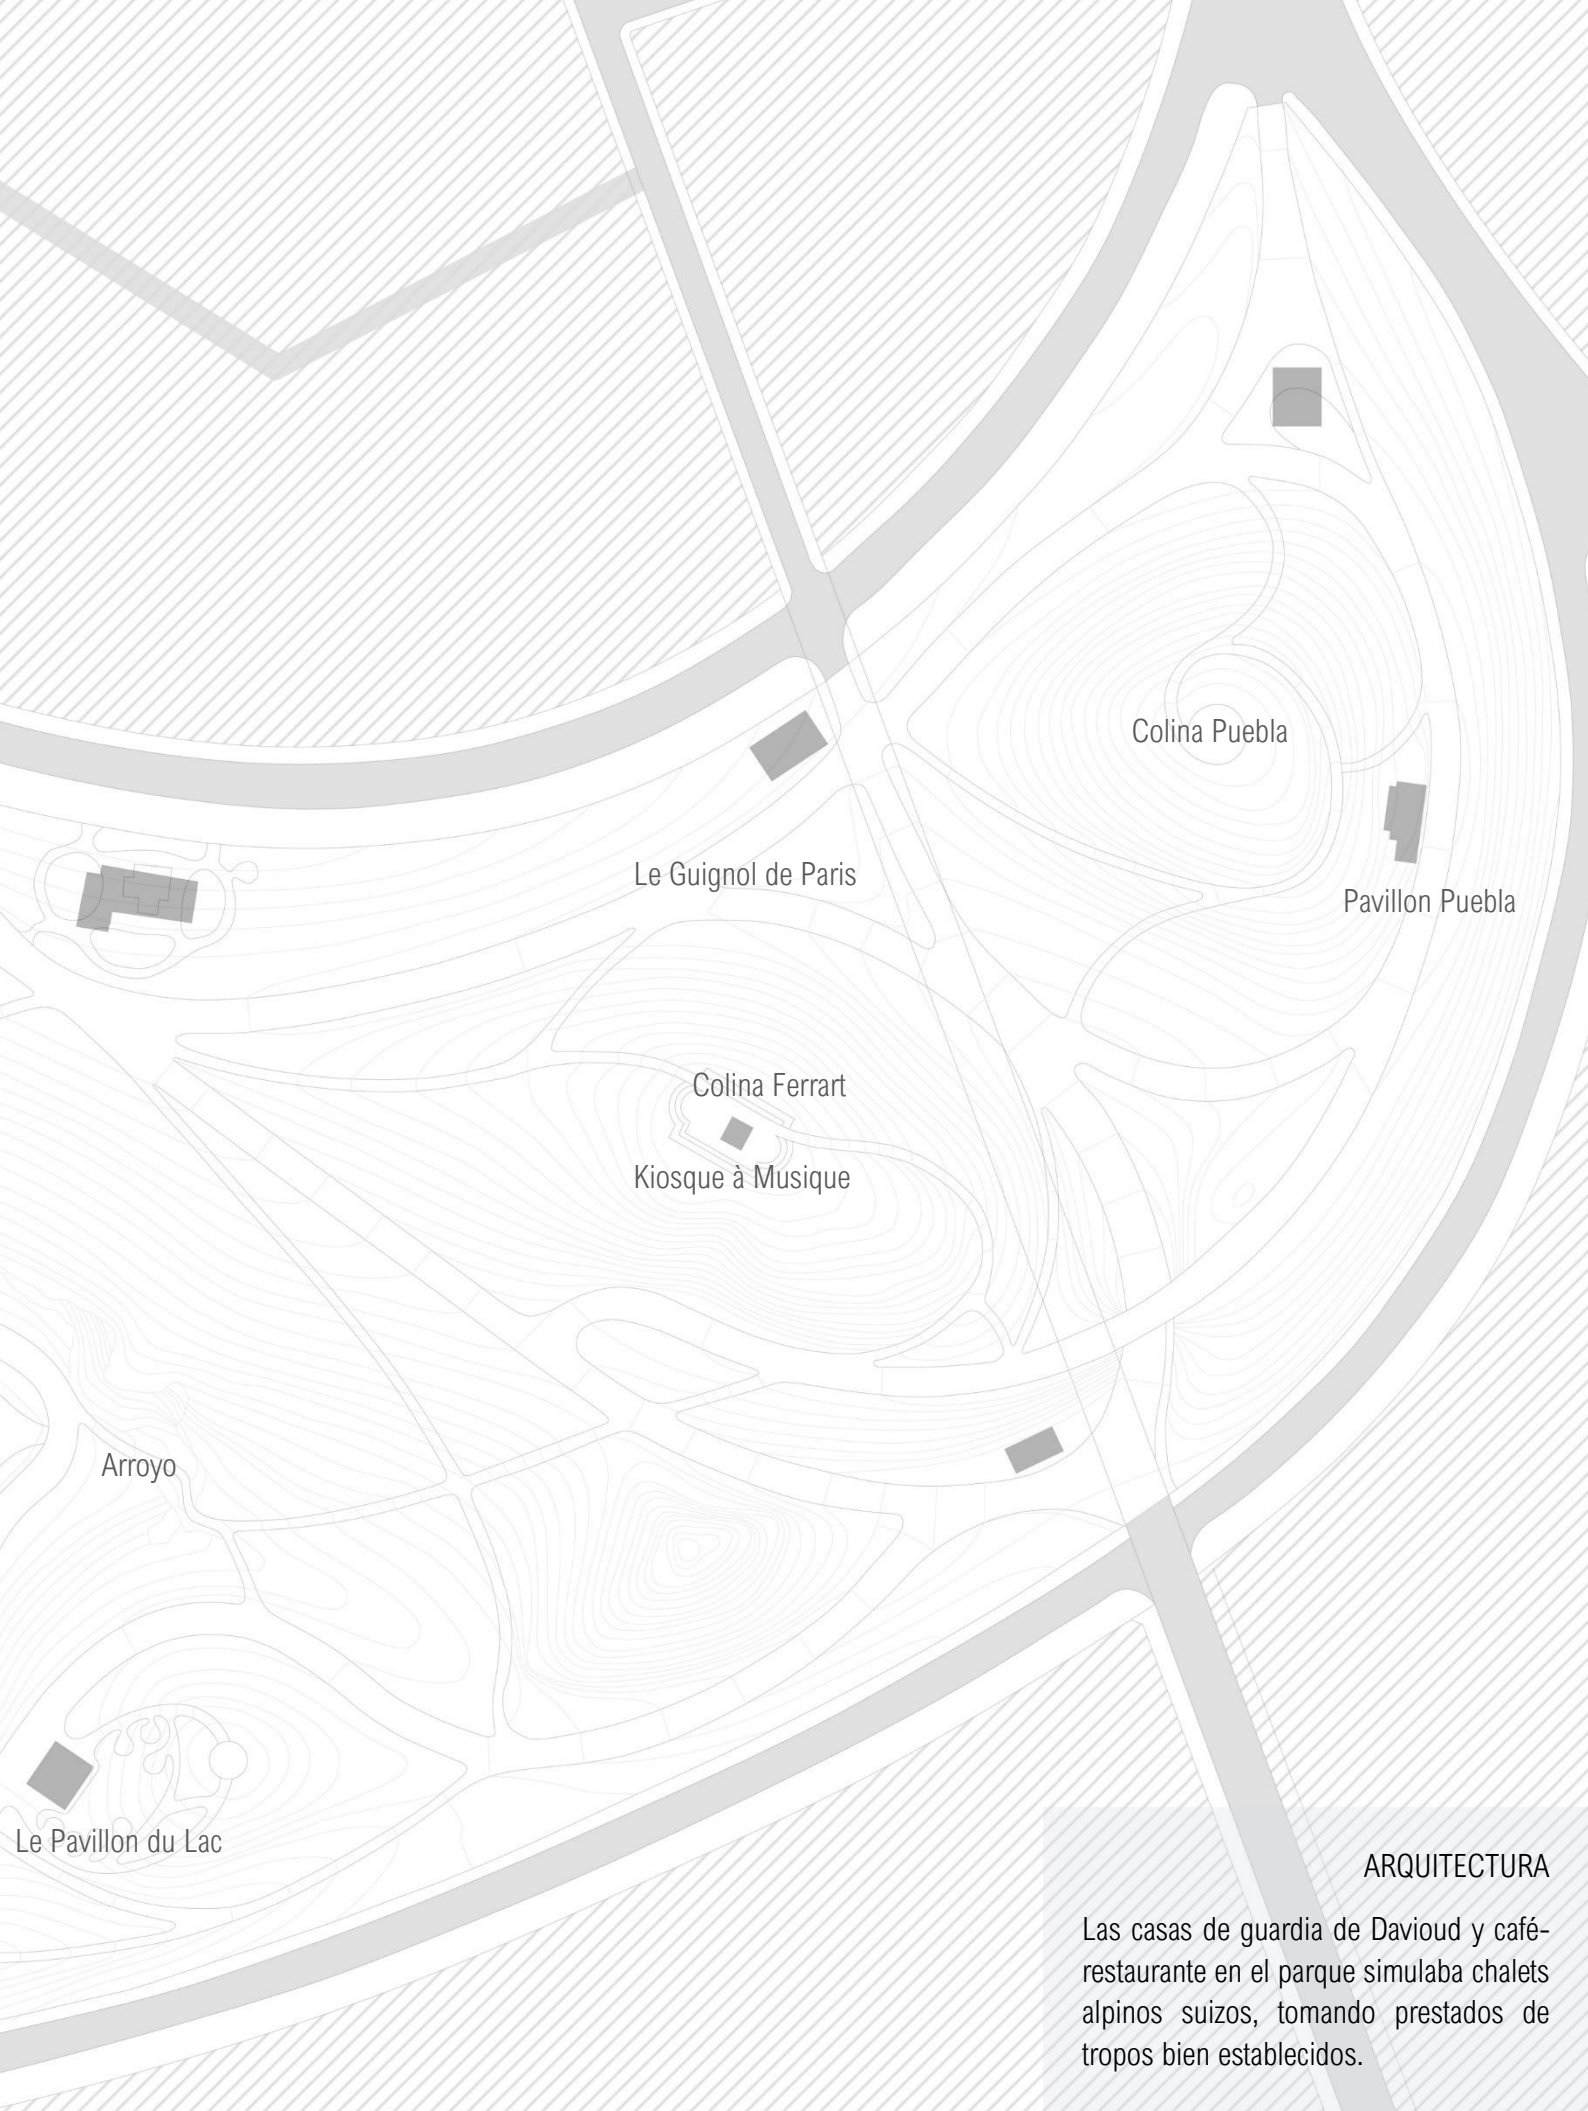 Colina Puebla
Le Guignol de Paris
Pavillon Puebla
Colina Ferrart
Kiosque à Musique
Arroyo
Le Pavillon du Lac
ARQUITECTURA
Las casas de guardia de Davioud y café-
restaurante en el parque simulaba chalets
alpinos suizos, tomando prestados de
tropos bien establecidos.